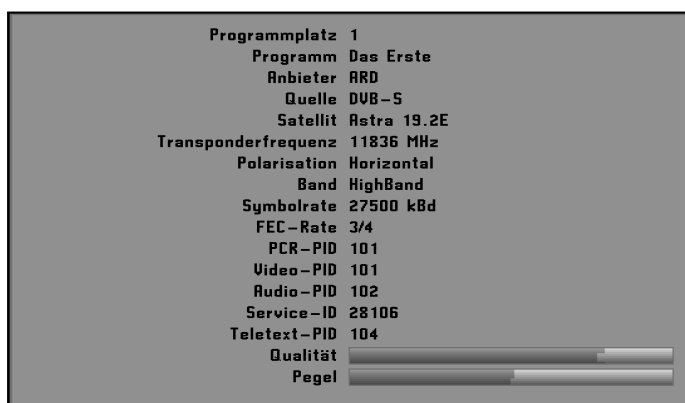 Programmplatz 1
Programm Das Erste
Anbieter ARD
Quelle DVB-S
Satellit Astra 19.2E
Transponderfrequenz 11836 MHz
Polarisation Horizontal
Band HighBand
Symbolrate 27500 kBd
FEC-Rate 3/4
PCR-PID 101
Video-PID 101
Audio-PID 102
Service-ID 28106
Teletext-PID 104
Qualität
Pegel